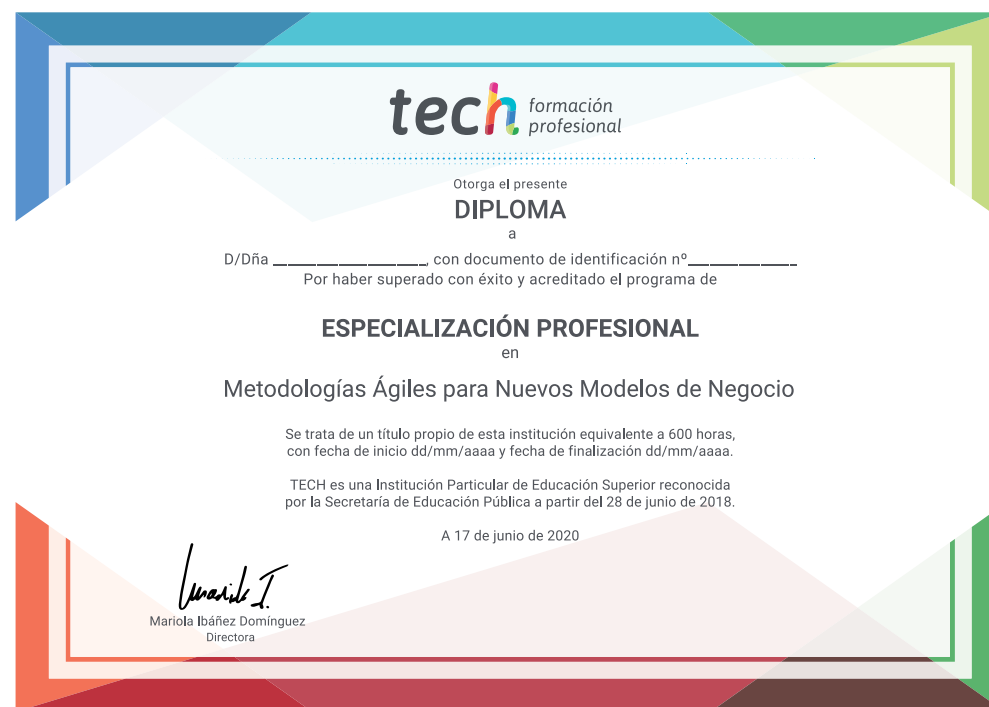 tech formación
profesional
Otorga el presente
DIPLOMA
a
D/Dña ____________________, con documento de identificación nº______________
Por haber superado con éxito y acreditado el programa de
ESPECIALIZACIÓN PROFESIONAL
en
Metodologías Ágiles para Nuevos Modelos de Negocio
Se trata de un título propio de esta institución equivalente a 600 horas,
con fecha de inicio dd/mm/aaaa y fecha de finalización dd/mm/aaaa.
TECH es una Institución Particular de Educación Superior reconocida
por la Secretaría de Educación Pública a partir del 28 de junio de 2018.
A 17 de junio de 2020
Mariola Ibáñez Domínguez
Directora